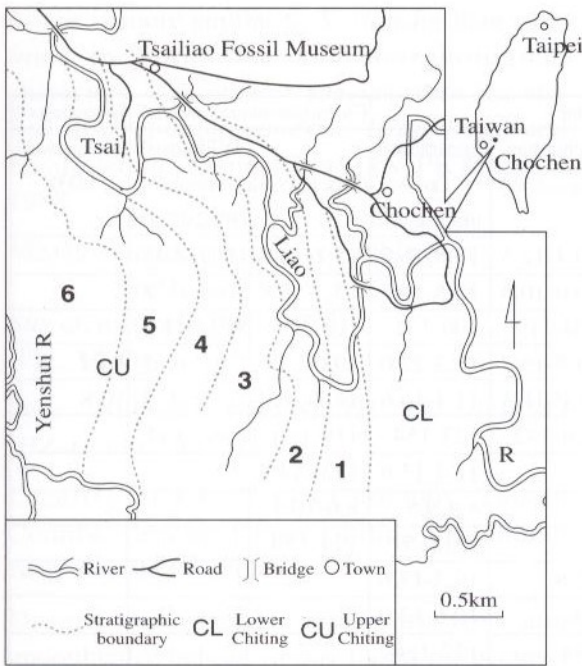 Tsailiao Fossil Museum
Taipei
Tsai
Taiwan
Chochen
Chochen
Liao
6
5
4
CU
3
CL
Yenshui R
2
1
R
River
Road
Bridge
Town
0.5km
Stratigraphic boundary
CL
Lower Chiting
CU
Upper Chiting